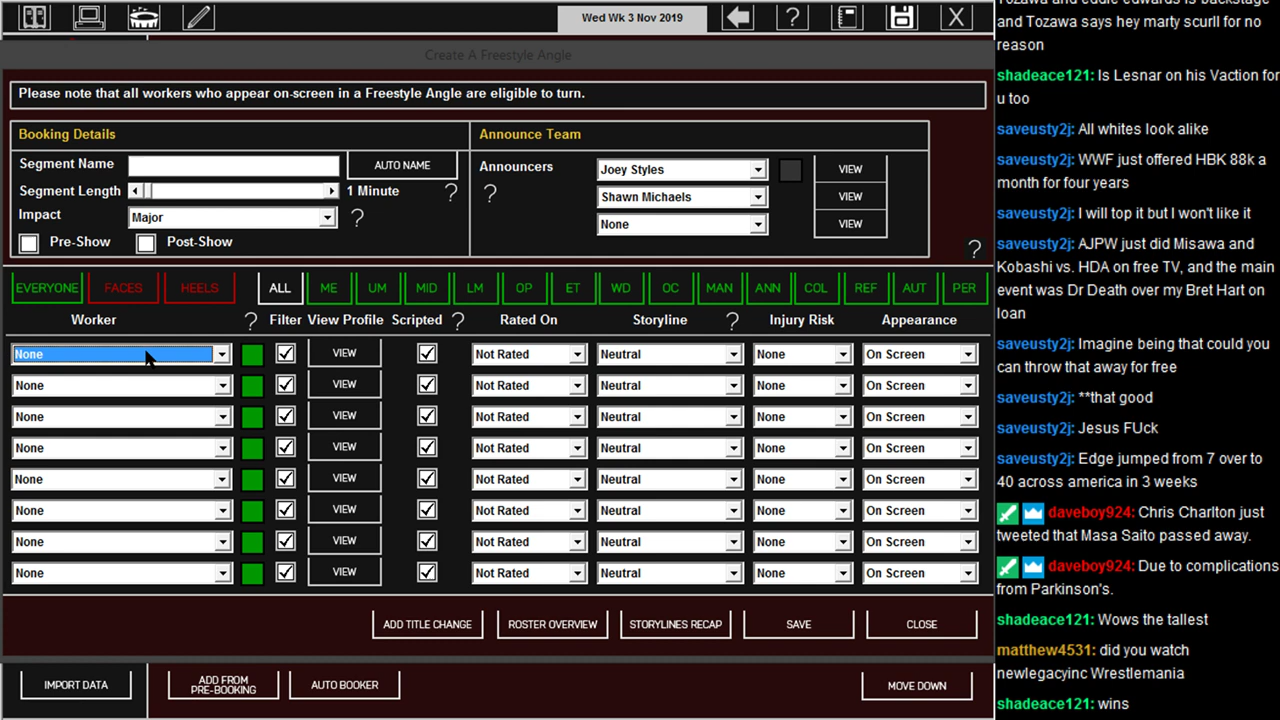 Wed Wk 3 Nov 2019
Create A Freestyle Angle
Please note that all workers who appear on-screen in a Freestyle Angle are eligible to turn.
Booking Details
Announce Team
Segment Name
AUTO NAME
Announcers
Joey Styles
VIEW
Segment Length
1 Minute
?
?
Shawn Michaels
VIEW
Impact
Major
?
None
VIEW
Pre-Show
Post-Show
?
EVERYONE
FACES
HEELS
ALL
ME
UM
MID
LM
OP
ET
WD
OC
MAN
ANN
COL
REF
AUT
PER
Worker
?
Filter
View Profile
Scripted
?
Rated On
Storyline
?
Injury Risk
Appearance
None VIEW Not Rated Neutral None On Screen
None VIEW Not Rated Neutral None On Screen
None VIEW Not Rated Neutral None On Screen
None VIEW Not Rated Neutral None On Screen
None VIEW Not Rated Neutral None On Screen
None VIEW Not Rated Neutral None On Screen
None VIEW Not Rated Neutral None On Screen
None VIEW Not Rated Neutral None On Screen
ADD TITLE CHANGE
ROSTER OVERVIEW
STORYLINES RECAP
SAVE
CLOSE
IMPORT DATA
ADD FROM
PRE-BOOKING
AUTO BOOKER
MOVE DOWN
Tozawa and eddie edwards is backstage
and Tozawa says hey marty scurll for no
reason
shadeace121: Is Lesnar on his Vaction for
u too
saveusty2j: All whites look alike
saveusty2j: WWF just offered HBK 88k a
month for four years
saveusty2j: I will top it but I won't like it
saveusty2j: AJPW just did Misawa and
Kobashi vs. HDA on free TV, and the main
event was Dr Death over my Bret Hart on
loan
saveusty2j: Imagine being that could you
can throw that away for free
saveusty2j: **that good
saveusty2j: Jesus FUck
saveusty2j: Edge jumped from 7 over to
40 across america in 3 weeks
daveboy924: Chris Charlton just
tweeted that Masa Saito passed away.
daveboy924: Due to complications
from Parkinson's.
shadeace121: Wows the tallest
matthew4531: did you watch
newlegacyinc Wrestlemania
shadeace121: wins